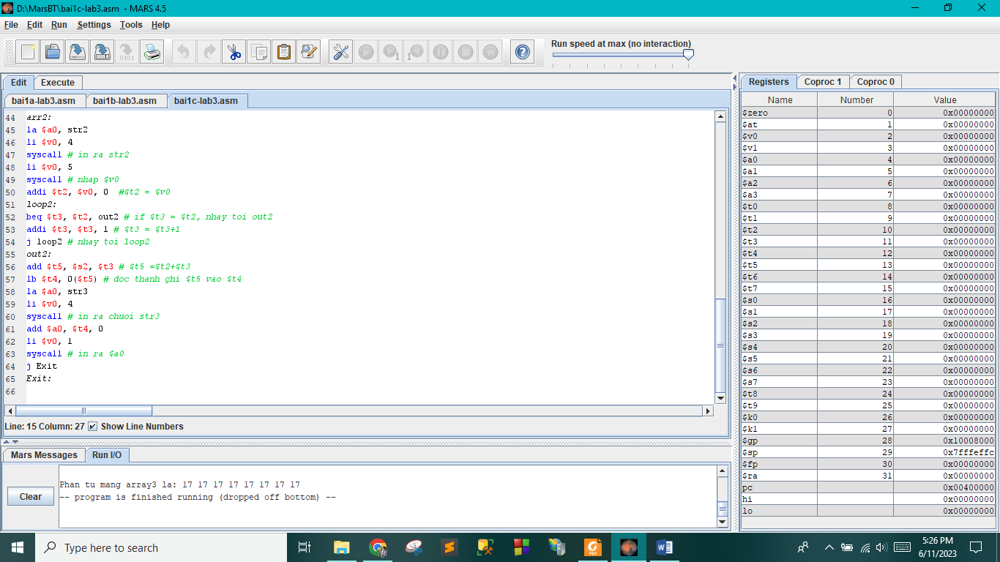 D:\MarsBT\bai1c-lab3.asm - MARS 4.5
File Edit Run Settings Tools Help
Run speed at max (no interaction)
Edit Execute
bai1a-lab3.asm bai1b-lab3.asm bai1c-lab3.asm
44 arr2:
45 la $a0, str2
46 li $v0, 4
47 syscall # in ra str2
48 li $v0, 5
49 syscall # nhap $v0
50 addi $t2, $v0, 0 #$t2 = $v0
51 loop2:
52 beq $t3, $t2, out2 # if $t3 = $t2, nhay toi out2
53 addi $t3, $t3, 1 # $t3 = $t3+1
54 j loop2 # nhay toi loop2
55 out2:
56 add $t5, $s2, $t3 # $t5 =$t2+$t3
57 lb $t4, 0($t5) # doc thanh ghi $t5 vao $t4
58 la $a0, str3
59 li $v0, 4
60 syscall # in ra chuoi str3
61 add $a0, $t4, 0
62 li $v0, 1
63 syscall # in ra $a0
64 j Exit
65 Exit:
66
Line: 15 Column: 27 Show Line Numbers
Mars Messages Run I/O
Clear
Phan tu mang array3 la: 17 17 17 17 17 17 17 17
-- program is finished running (dropped off bottom) --
Registers Coproc 1 Coproc 0
Name Number Value
$zero 0 0x00000000
$at 1 0x00000000
$v0 2 0x00000000
$v1 3 0x00000000
$a0 4 0x00000000
$a1 5 0x00000000
$a2 6 0x00000000
$a3 7 0x00000000
$t0 8 0x00000000
$t1 9 0x00000000
$t2 10 0x00000000
$t3 11 0x00000000
$t4 12 0x00000000
$t5 13 0x00000000
$t6 14 0x00000000
$t7 15 0x00000000
$s0 16 0x00000000
$s1 17 0x00000000
$s2 18 0x00000000
$s3 19 0x00000000
$s4 20 0x00000000
$s5 21 0x00000000
$s6 22 0x00000000
$s7 23 0x00000000
$t8 24 0x00000000
$t9 25 0x00000000
$k0 26 0x00000000
$k1 27 0x00000000
$gp 28 0x10008000
$sp 29 0x7fffeffc
$fp 30 0x00000000
$ra 31 0x00000000
pc 0x00400000
hi 0x00000000
lo 0x00000000
Type here to search
5:26 PM
6/11/2023